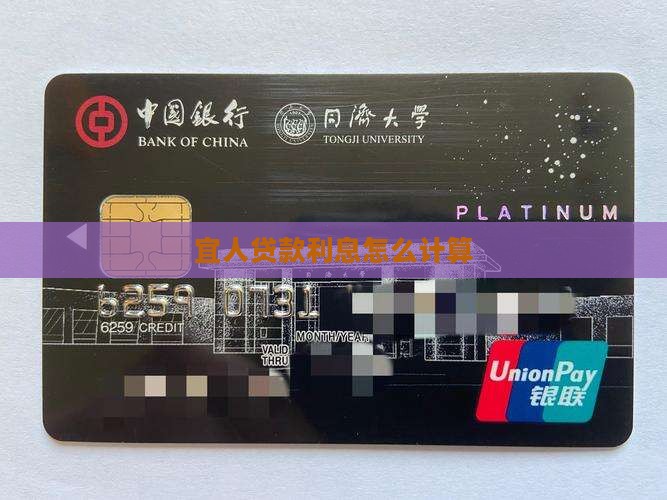 中国银行 同濟大學
BANK OF CHINA TONGJI UNIVERSITY
PLATINUM
宜人贷款利息怎么计算
6259 0731
6259 CREDIT
MONTH/YEAR
VALID
THRU
UnionPay
银联